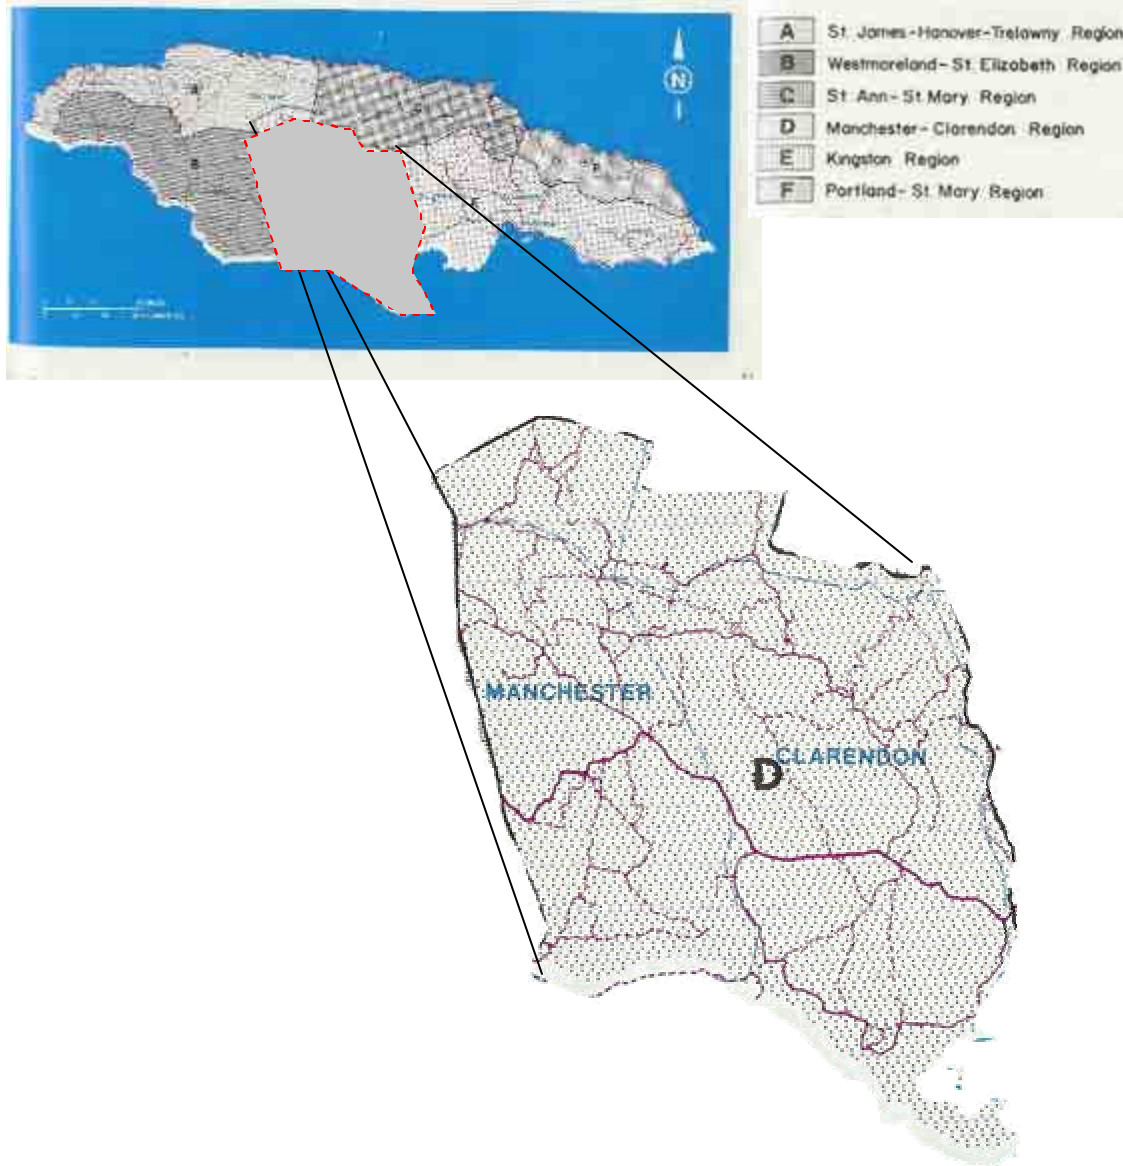 N
A St. James-Hanover-Trelawny Region
B Westmoreland-St. Elizabeth Region
C St. Ann-St. Mary Region
D Manchester-Clarendon Region
E Kingston Region
F Portland-St. Mary Region
MANCHESTER
CLARENDON
D